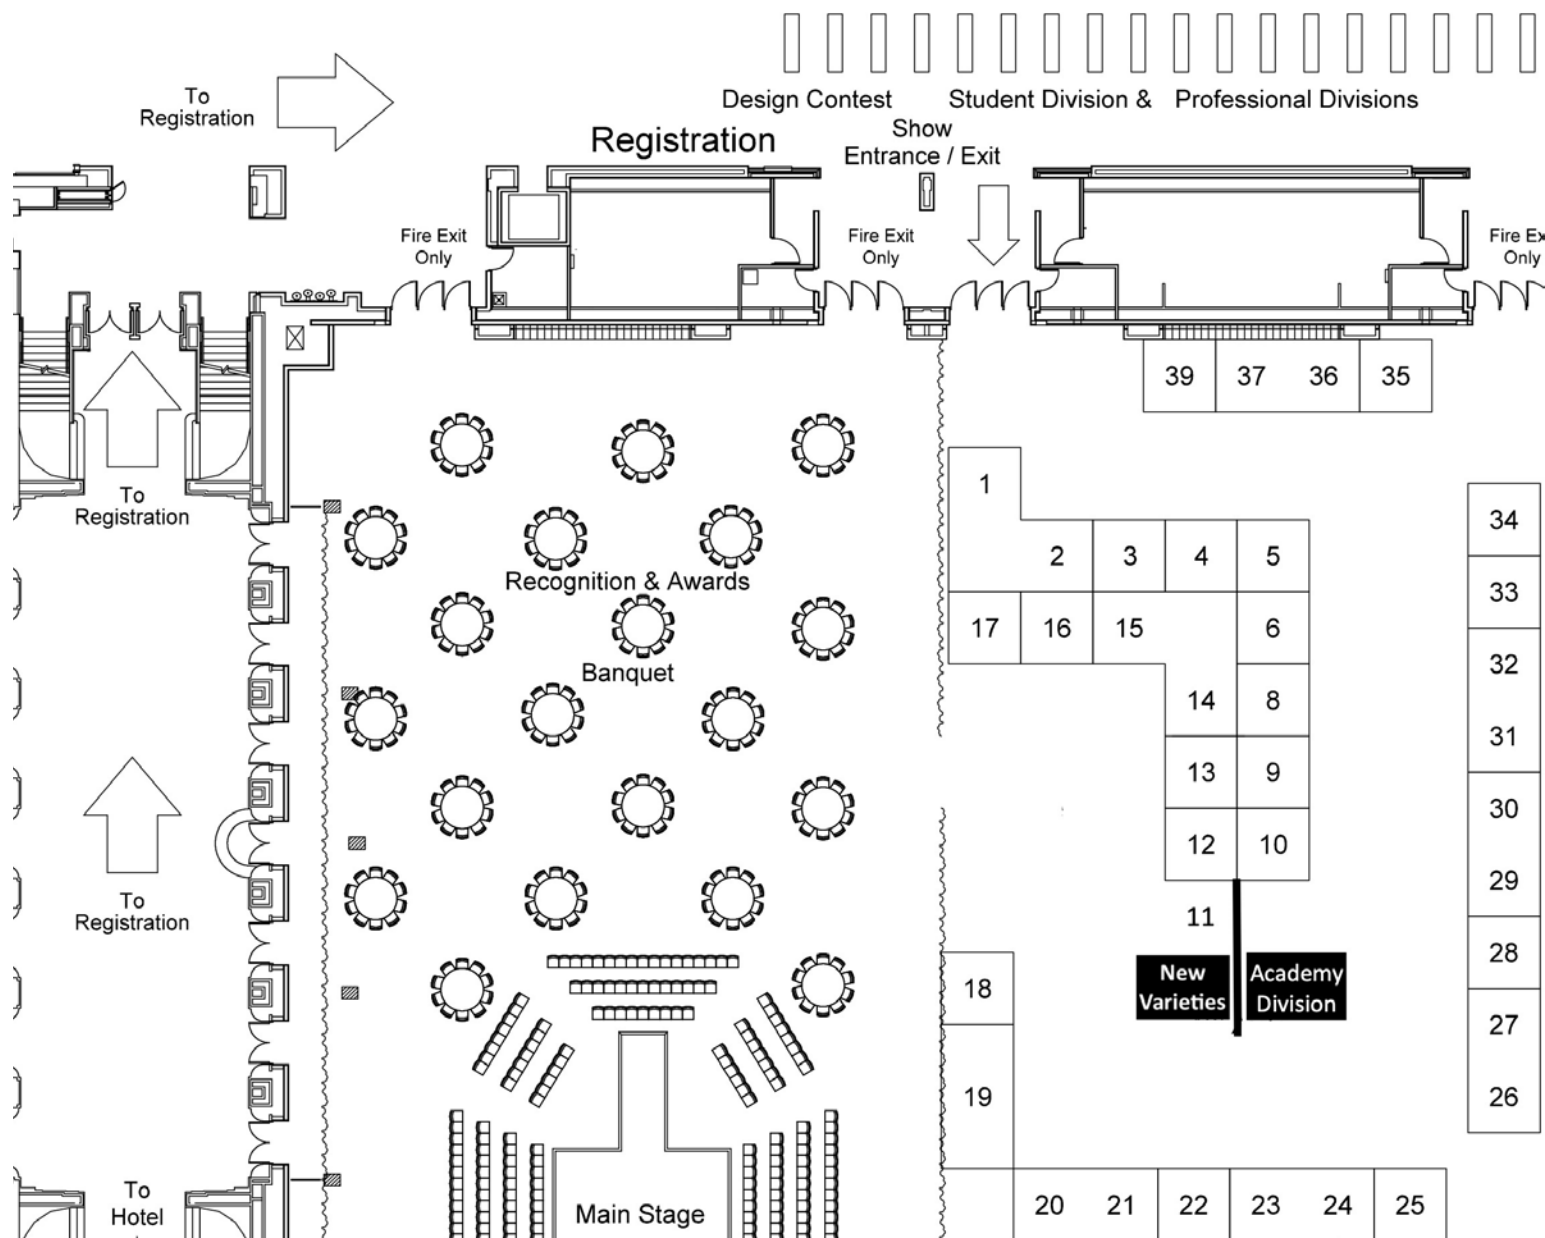 Design Contest
Student Division & Professional Divisions
To
Registration
Registration
Show
Entrance / Exit
Fire Exit
Only
Fire Exit
Only
Fire Ex
Only
39 37 36 35
To
Registration
1
34
2 3 4 5
Recognition & Awards
33
17 16 15 6
Banquet
32
14 8
31
13 9
30
12 10
29
To
Registration
11
28
New
Varieties
Academy
Division
18
27
19
26
To
Hotel
Main Stage
20 21 22 23 24 25